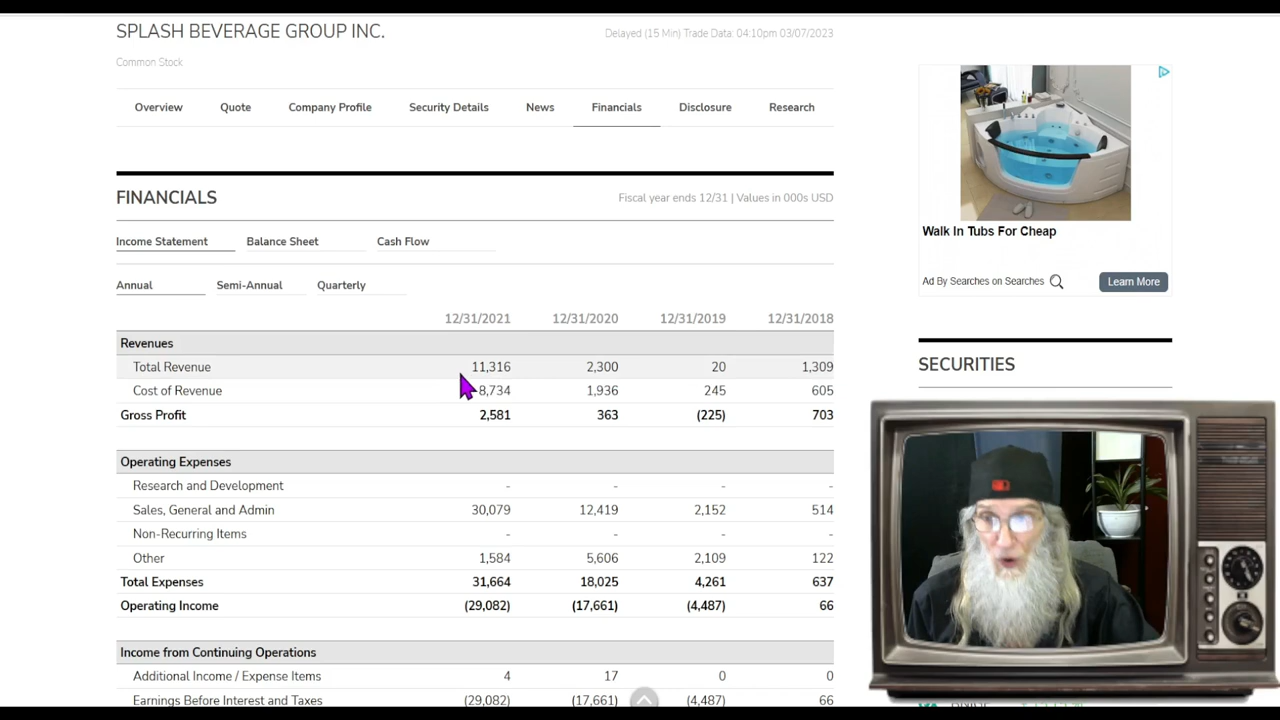 SPLASH BEVERAGE GROUP INC.
Delayed (15 Min) Trade Data: 04:10pm 03/07/2023
Common Stock
Overview Quote Company Profile Security Details News Financials Disclosure Research
FINANCIALS
Fiscal year ends 12/31 | Values in 000s USD
Income Statement Balance Sheet Cash Flow
Annual Semi-Annual Quarterly
12/31/2021 12/31/2020 12/31/2019 12/31/2018
Revenues
Total Revenue 11,316 2,300 20 1,309
Cost of Revenue 8,734 1,936 245 605
Gross Profit 2,581 363 (225) 703
Operating Expenses
Research and Development - - - -
Sales, General and Admin 30,079 12,419 2,152 514
Non-Recurring Items - - - -
Other 1,584 5,606 2,109 122
Total Expenses 31,664 18,025 4,261 637
Operating Income (29,082) (17,661) (4,487) 66
Income from Continuing Operations
Additional Income / Expense Items 4 17 0 0
Earnings Before Interest and Taxes (29,082) (17,661) (4,487) 66
Walk In Tubs For Cheap
Ad By Searches on Searches
Learn More
SECURITIES